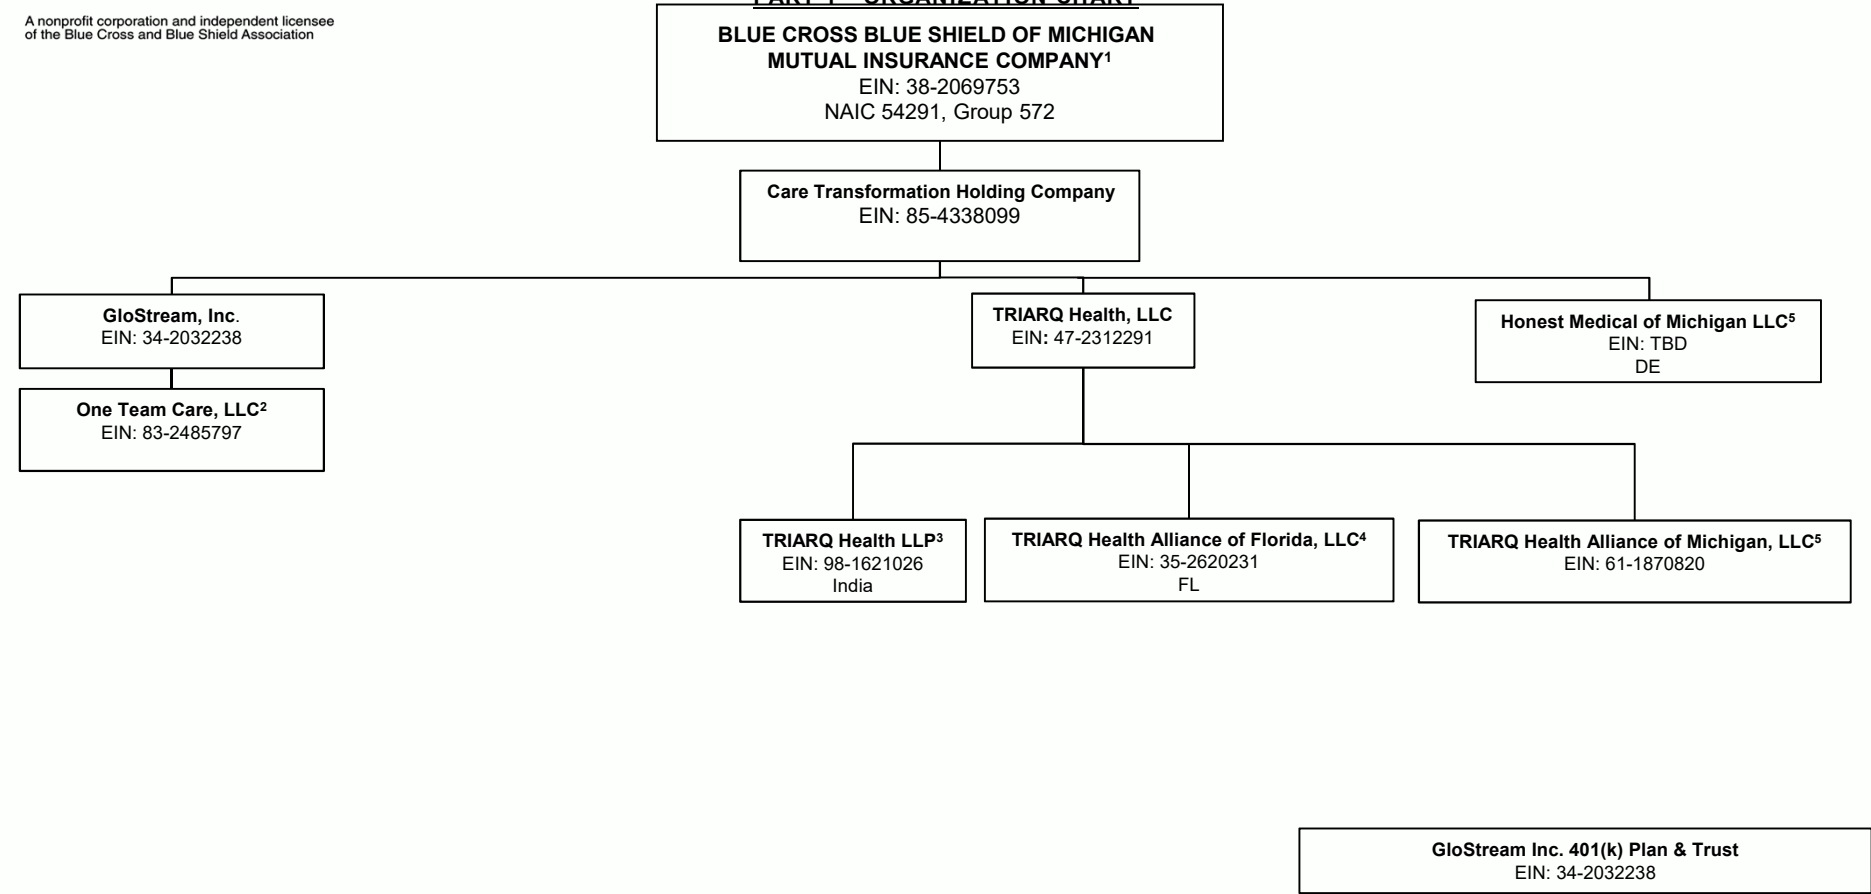 A nonprofit corporation and independent licensee
of the Blue Cross and Blue Shield Association
ORGANIZATION CHART
BLUE CROSS BLUE SHIELD OF MICHIGAN
MUTUAL INSURANCE COMPANY¹
EIN: 38-2069753
NAIC 54291, Group 572
Care Transformation Holding Company
EIN: 85-4338099
GloStream, Inc.
EIN: 34-2032238
One Team Care, LLC²
EIN: 83-2485797
TRIARQ Health, LLC
EIN: 47-2312291
Honest Medical of Michigan LLC⁵
EIN: TBD
DE
TRIARQ Health LLP³
EIN: 98-1621026
India
TRIARQ Health Alliance of Florida, LLC⁴
EIN: 35-2620231
FL
TRIARQ Health Alliance of Michigan, LLC⁵
EIN: 61-1870820
GloStream Inc. 401(k) Plan & Trust
EIN: 34-2032238